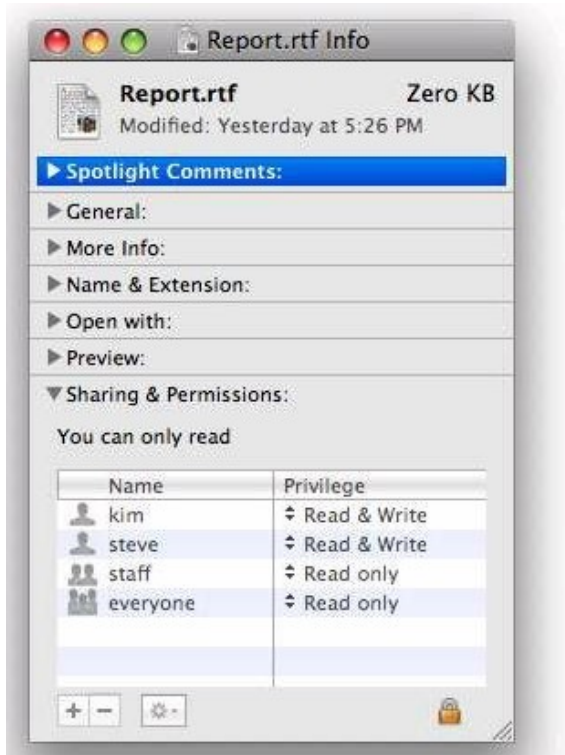 Report.rtf Info
Report.rtf Zero KB
Modified: Yesterday at 5:26 PM
Spotlight Comments:
General:
More Info:
Name & Extension:
Open with:
Preview:
Sharing & Permissions:
You can only read
Name Privilege
kim Read & Write
steve Read & Write
staff Read only
everyone Read only